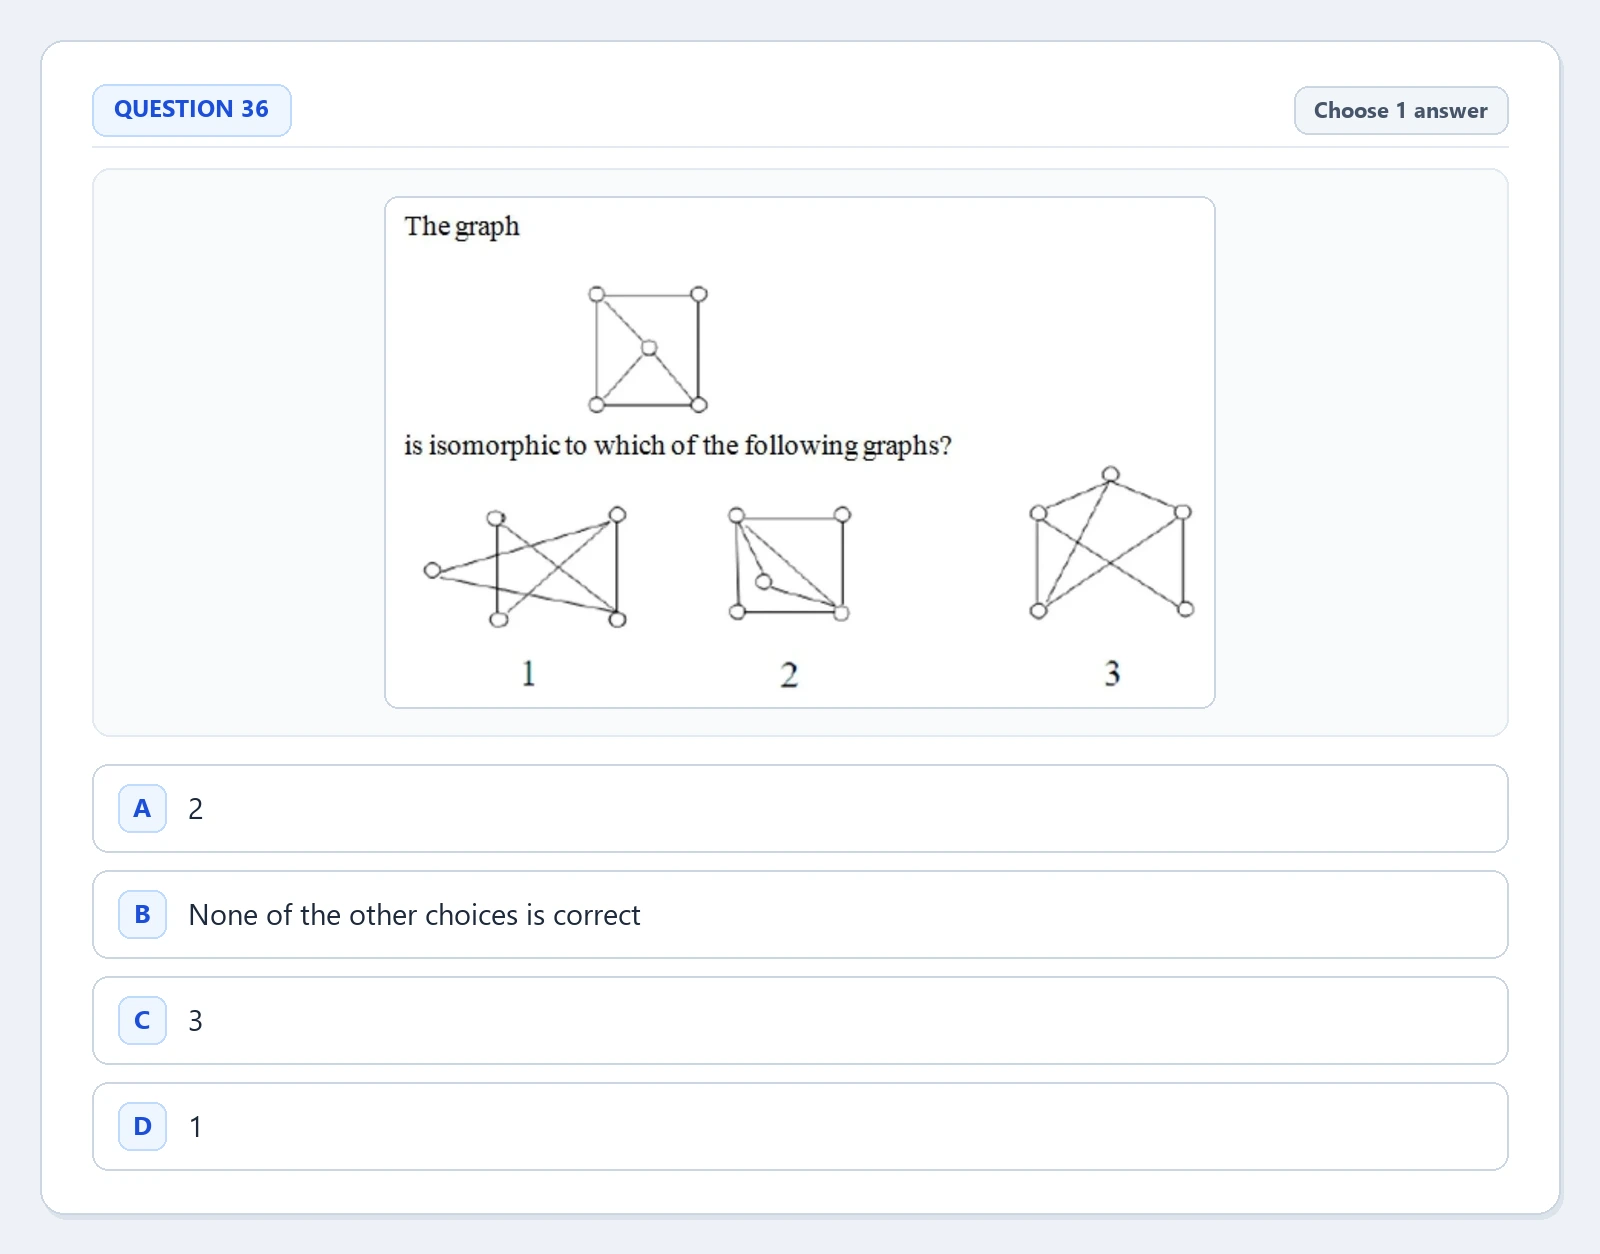 QUESTION 36
Choose 1 answer
The graph
is isomorphic to which of the following graphs?
1 2 3
A 2
B None of the other choices is correct
C 3
D 1